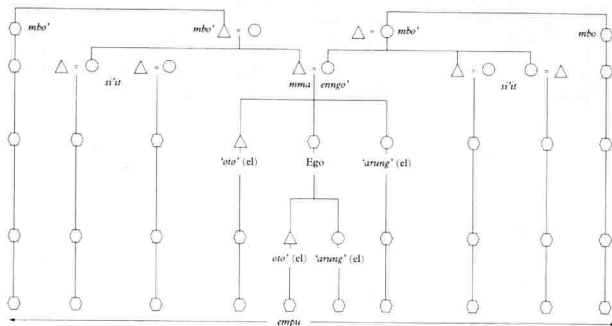 mbo' mbo' mbo' mbo
si'it mma enngo' si'it
'oto' (el) Ego 'arung' (el)
oto' (el) 'arung' (el)
empu